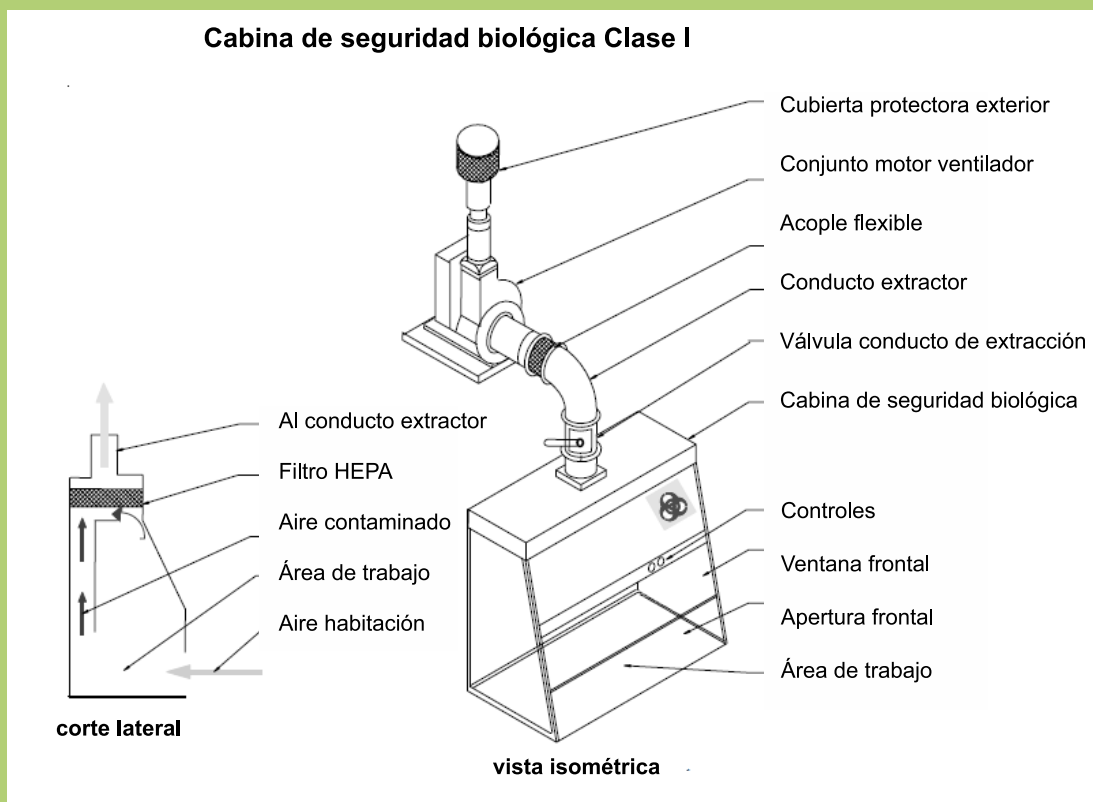 Cabina de seguridad biológica Clase I
Cubierta protectora exterior
Conjunto motor ventilador
Acople flexible
Conducto extractor
Válvula conducto de extracción
Cabina de seguridad biológica
Controles
Ventana frontal
Apertura frontal
Área de trabajo
vista isométrica
Al conducto extractor
Filtro HEPA
Aire contaminado
Área de trabajo
Aire habitación
corte lateral